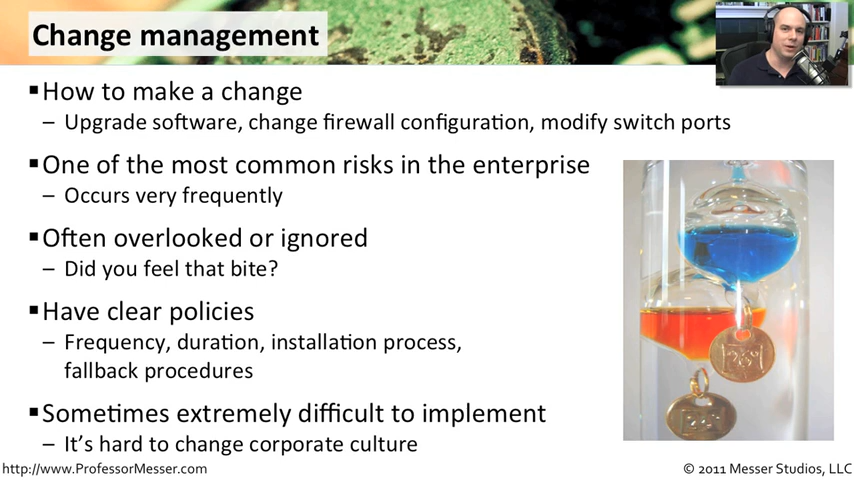 Change management
▪How to make a change
– Upgrade software, change firewall configuration, modify switch ports
▪One of the most common risks in the enterprise
– Occurs very frequently
▪Often overlooked or ignored
– Did you feel that bite?
▪Have clear policies
– Frequency, duration, installation process,
fallback procedures
▪Sometimes extremely difficult to implement
– It's hard to change corporate culture
http://www.ProfessorMesser.com
© 2011 Messer Studios, LLC